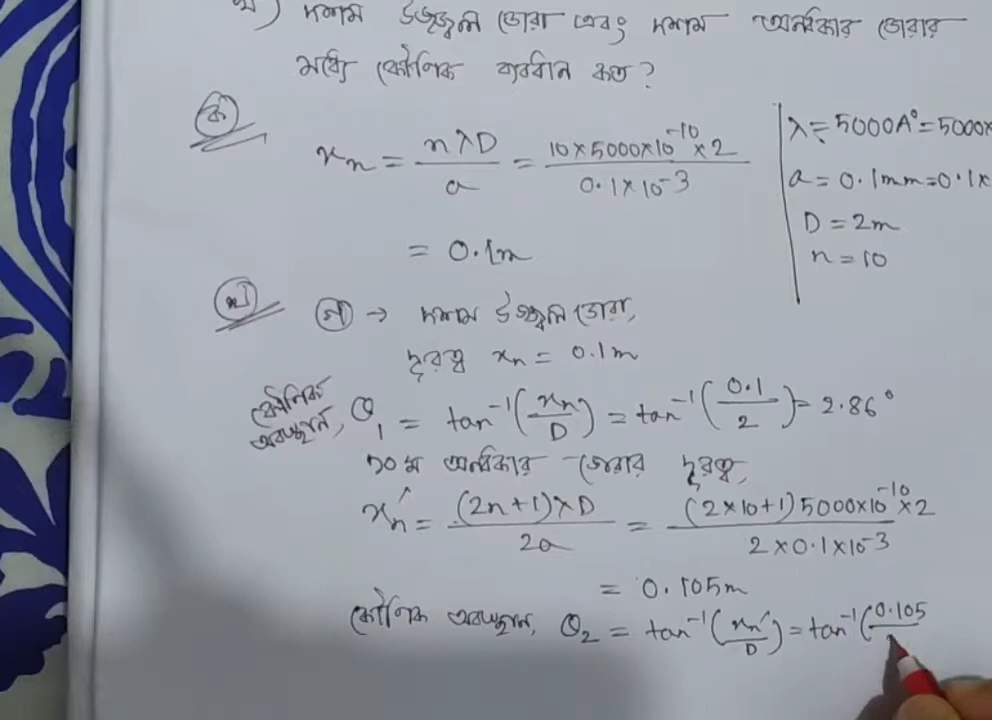 খ) দশম উজ্জ্বল ডোরা এবং দশম অন্ধকার ডোরার
মধ্যে কৌণিক ব্যবধান কত?
ক
xₙ = nλD / a = 10×5000×10⁻¹⁰×2 / 0.1×10⁻³
= 0.1m
λ = 5000A° = 5000×
a = 0.1mm = 0.1×
D = 2m
n = 10
খ → দশম উজ্জ্বল ডোরা,
দূরত্ব xₙ = 0.1m
কৌণিক অবস্থান, θ₁ = tan⁻¹(xₙ/D) = tan⁻¹(0.1/2) = 2.86°
১০ম অন্ধকার ডোরার দূরত্ব,
xₙ′ = (2n+1)λD / 2a = (2×10+1)5000×10⁻¹⁰×2 / 2×0.1×10⁻³
= 0.105m
কৌণিক অবস্থান, θ₂ = tan⁻¹(xₙ′/D) = tan⁻¹(0.105